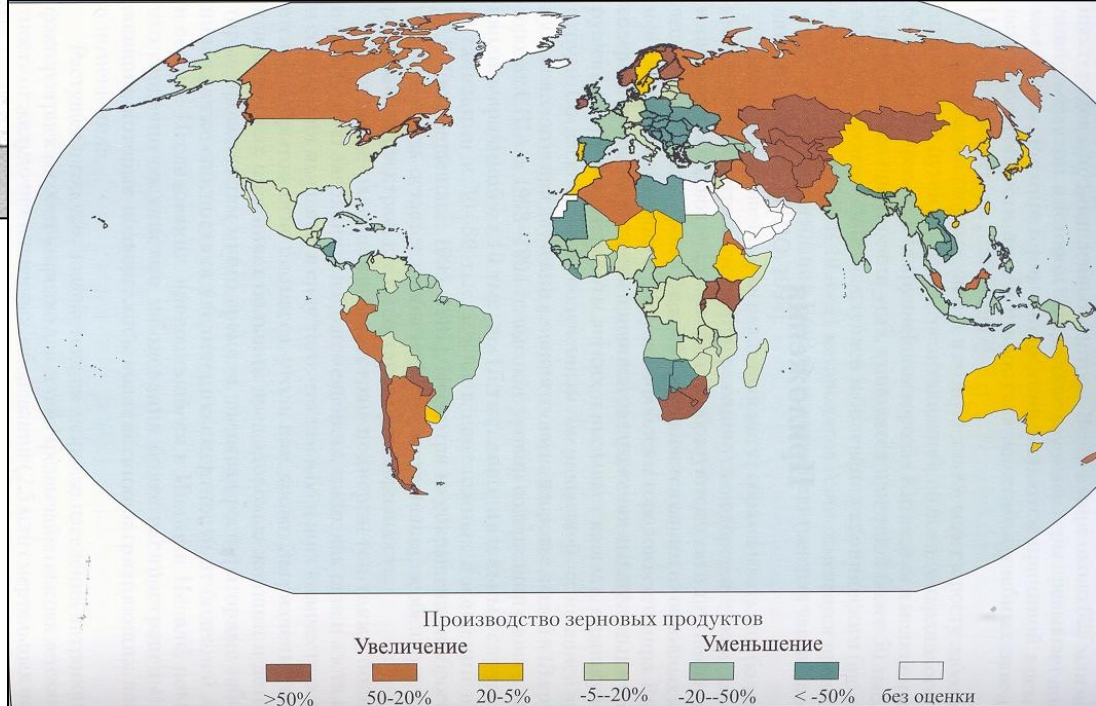 Производство зерновых продуктов
Увеличение Уменьшение
>50% 50-20% 20-5% -5--20% -20--50% < -50% без оценки